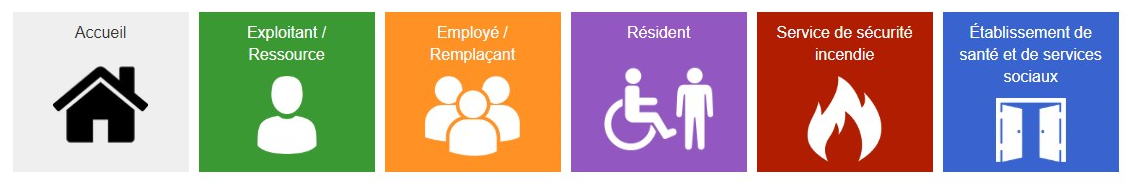 Accueil
Exploitant /
Ressource
Employé /
Remplaçant
Résident
Service de sécurité
incendie
Établissement de
santé et de services
sociaux